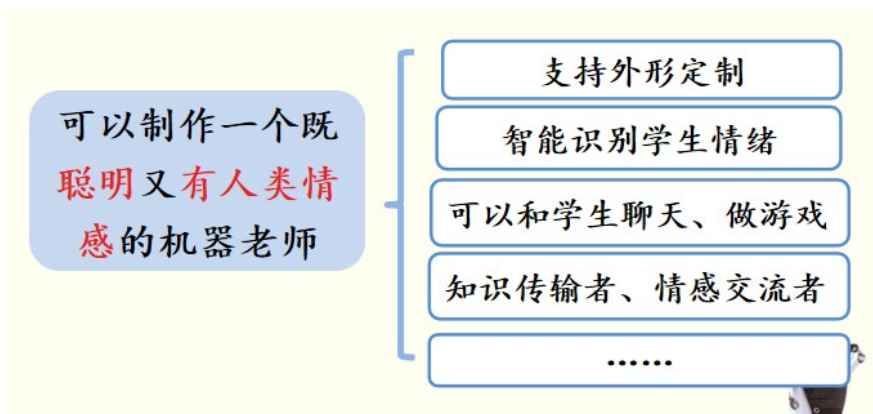 可以制作一个既
聪明又有人类情
感的机器老师
支持外形定制
智能识别学生情绪
可以和学生聊天、做游戏
知识传输者、情感交流者
……